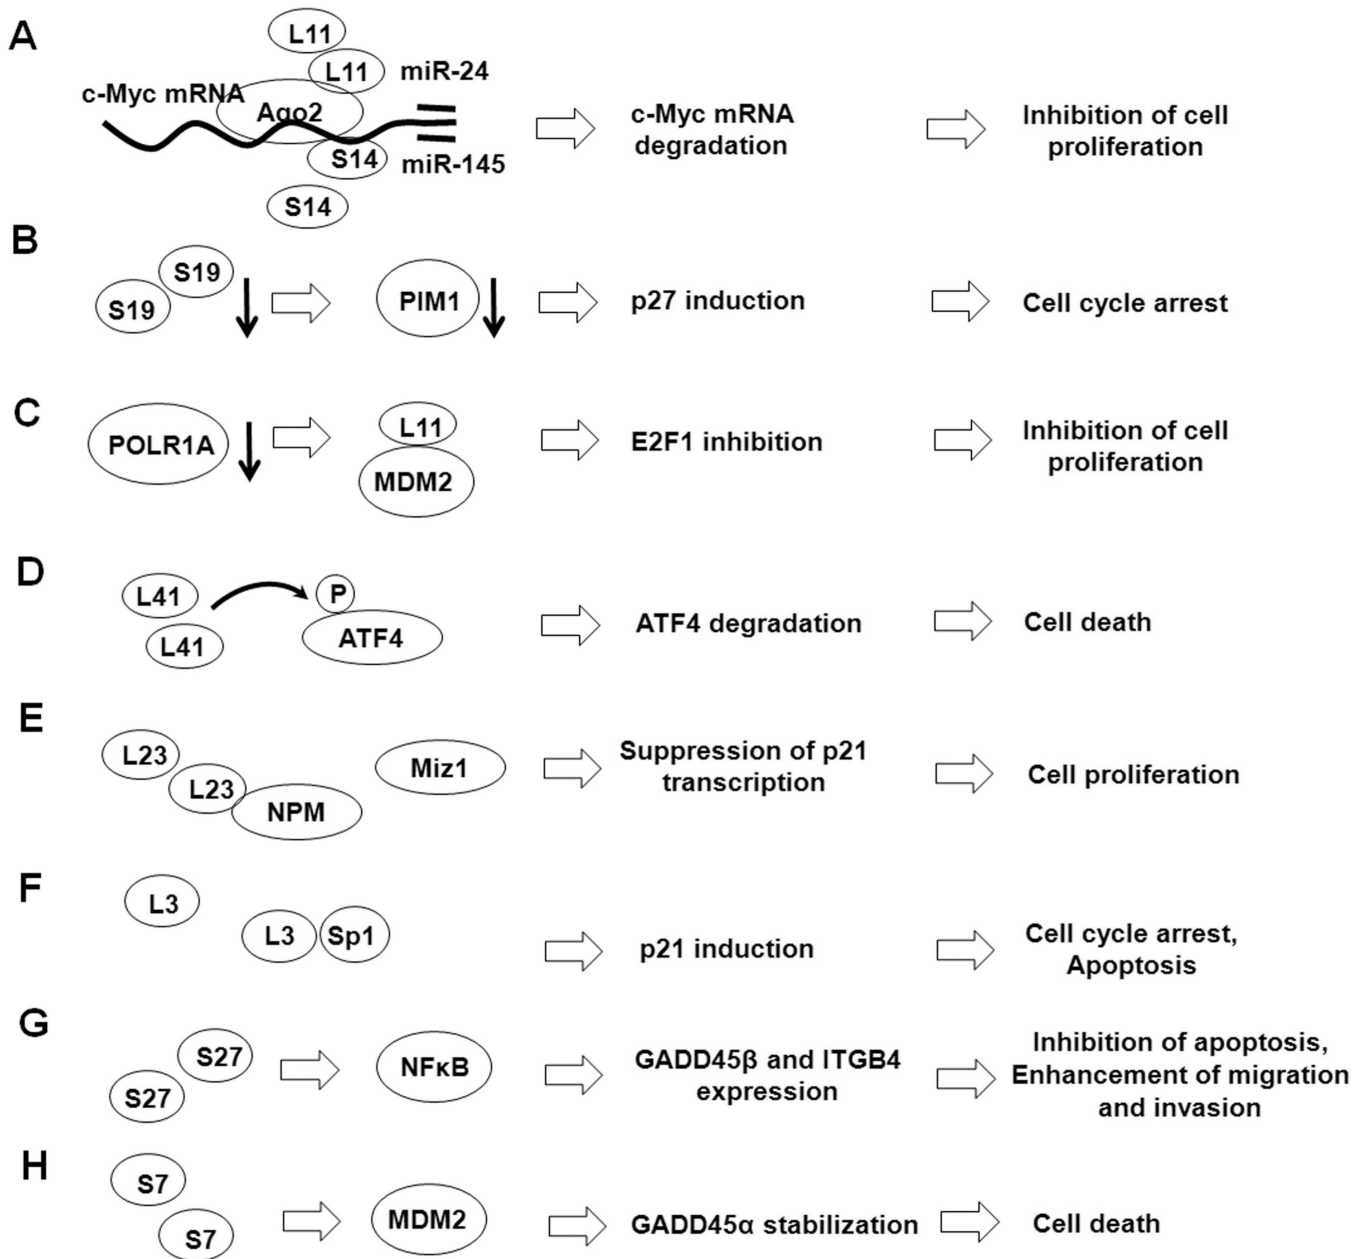 A
L11
L11
miR-24
c-Myc mRNA
Ago2
S14
miR-145
S14
c-Myc mRNA
degradation
Inhibition of cell
proliferation
B
S19
S19
PIM1
p27 induction
Cell cycle arrest
C
POLR1A
L11
MDM2
E2F1 inhibition
Inhibition of cell
proliferation
D
L41
L41
P
ATF4
ATF4 degradation
Cell death
E
L23
L23
NPM
Miz1
Suppression of p21
transcription
Cell proliferation
F
L3
L3
Sp1
p21 induction
Cell cycle arrest,
Apoptosis
G
S27
S27
NFκB
GADD45β and ITGB4
expression
Inhibition of apoptosis,
Enhancement of migration
and invasion
H
S7
S7
MDM2
GADD45α stabilization
Cell death